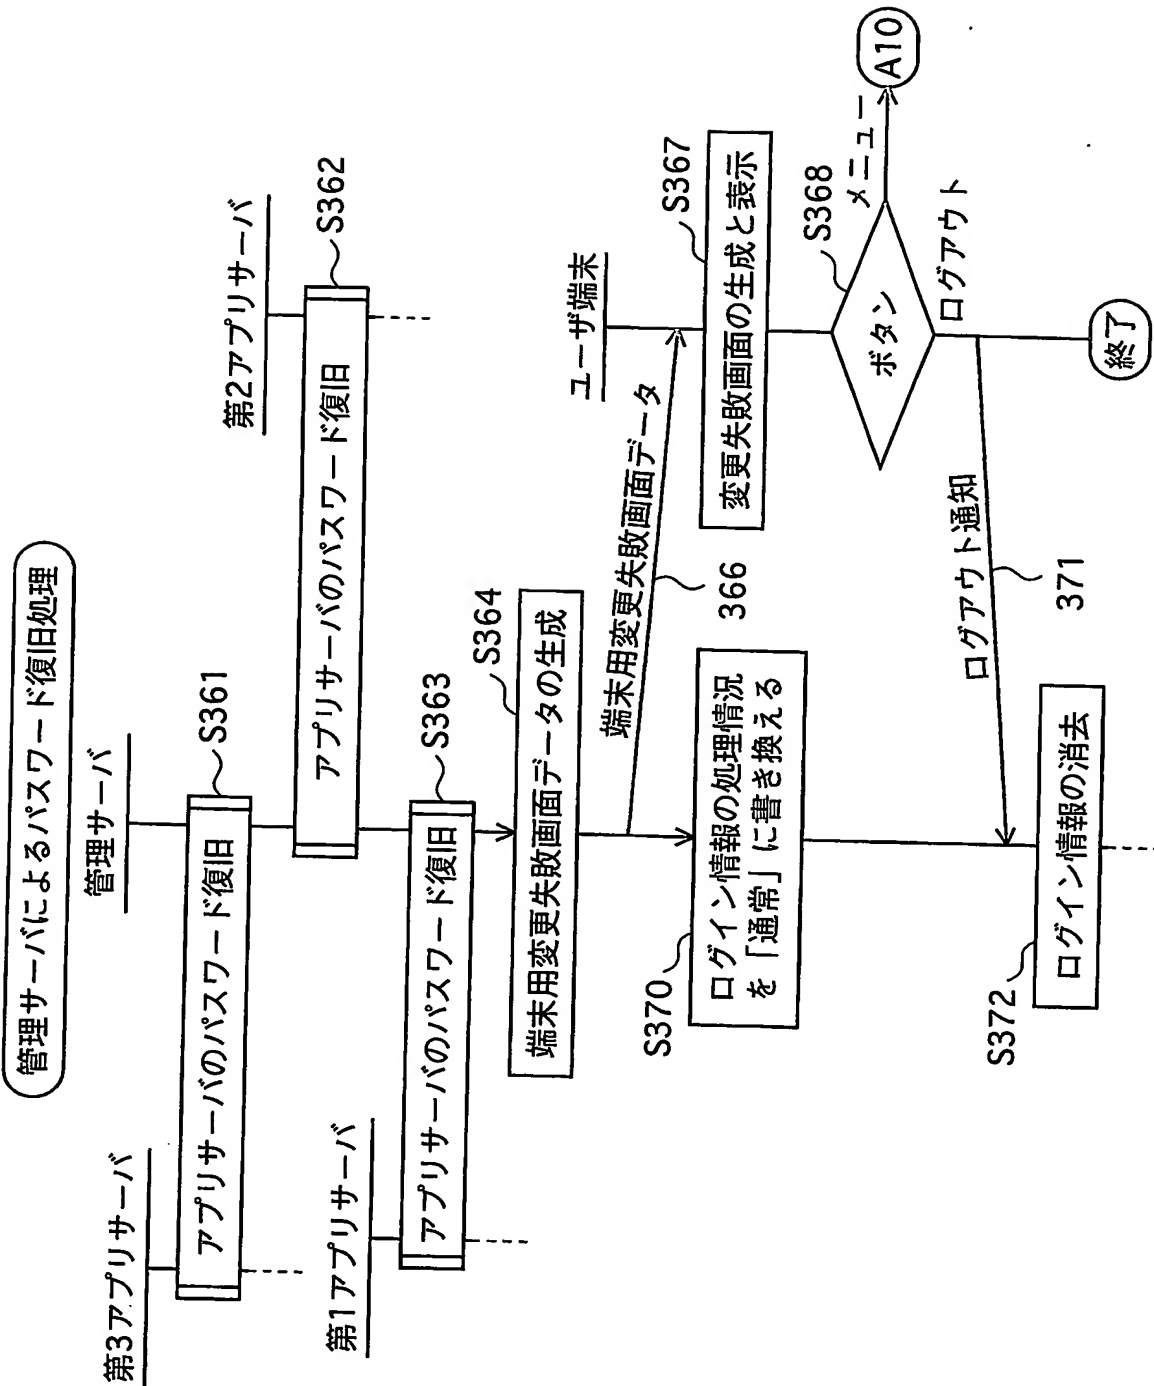 管理サーバによるパスワード復旧処理
管理サーバ
第3アプリサーバ
アプリサーバのパスワード復旧
S361
第2アプリサーバ
アプリサーバのパスワード復旧
S362
第1アプリサーバ
アプリサーバのパスワード復旧
S363
端末用変更失敗画面データの生成
S364
ユーザ端末
端末用変更失敗画面データ
366
変更失敗画面の生成と表示
S367
ログイン情報の処理情況
を「通常」に書き換える
S370
ボタン
S368
メニュー
A10
ログアウト
ログアウト通知
371
ログイン情報の消去
S372
終了